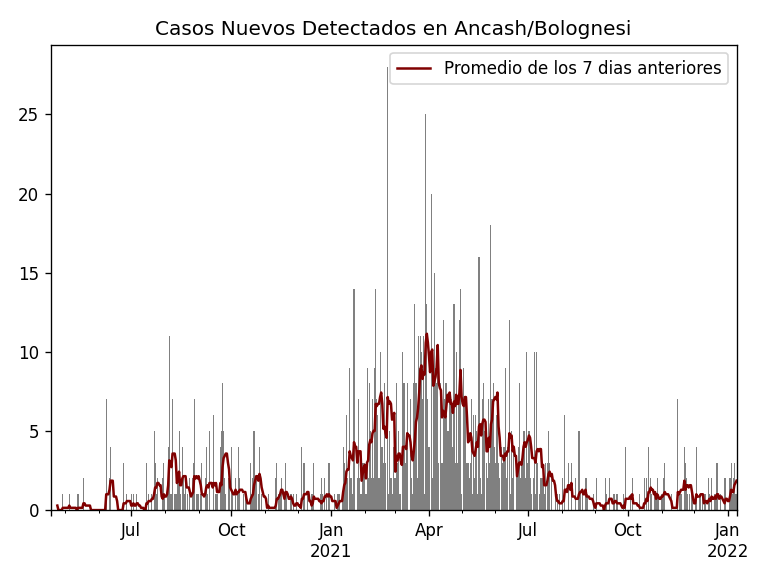 Casos Nuevos Detectados en Ancash/Bolognesi
Promedio de los 7 dias anteriores
25
20
15
10
5
0
Jul Oct Jan Apr Jul Oct Jan
2021 2022